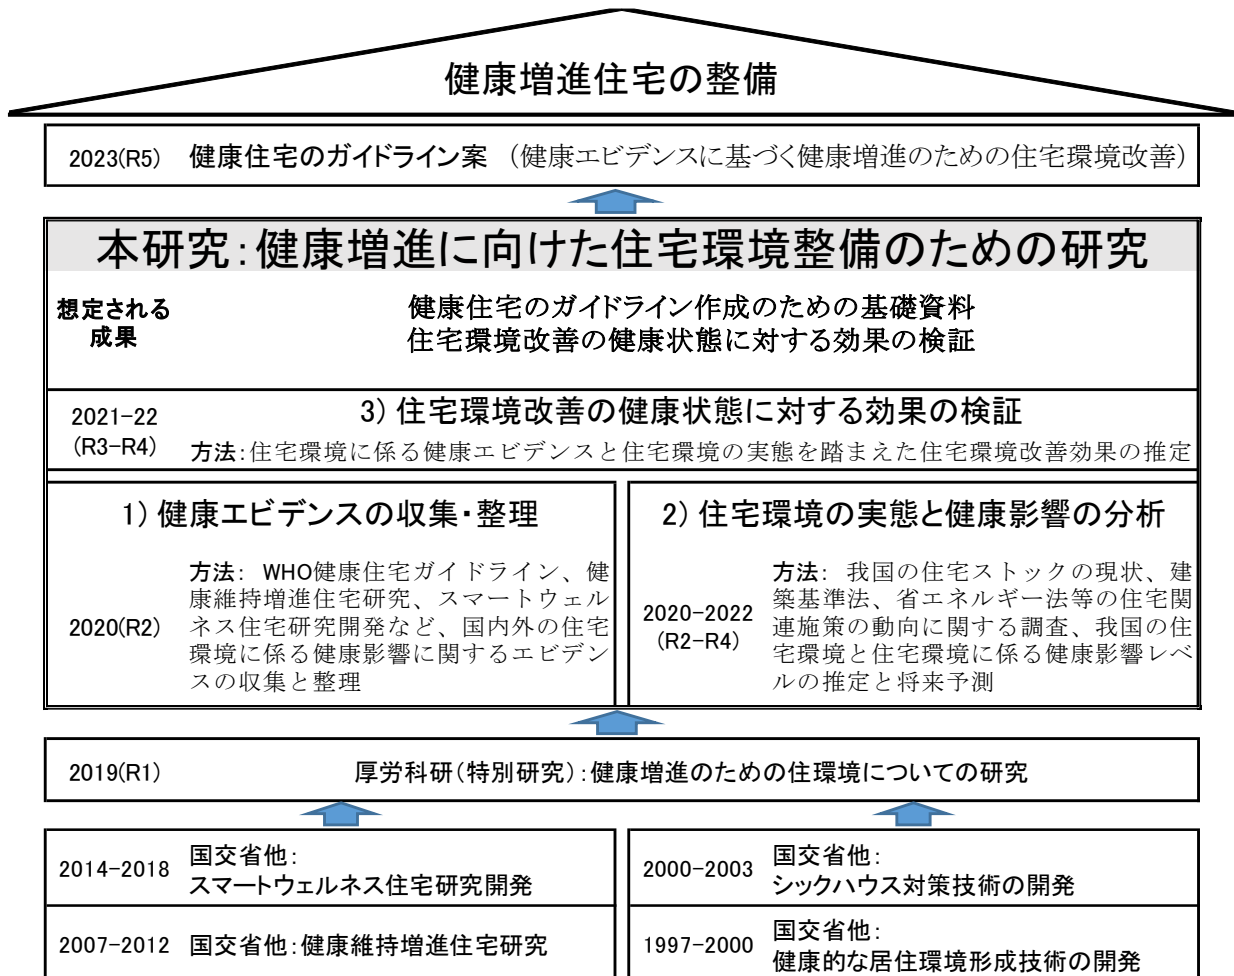 健康増進住宅の整備
2023(R5) 健康住宅のガイドライン案 （健康エビデンスに基づく健康増進のための住宅環境改善）
本研究：健康増進に向けた住宅環境整備のための研究
想定される
成果
健康住宅のガイドライン作成のための基礎資料
住宅環境改善の健康状態に対する効果の検証
2021-22
(R3-R4)
3) 住宅環境改善の健康状態に対する効果の検証
方法：住宅環境に係る健康エビデンスと住宅環境の実態を踏まえた住宅環境改善効果の推定
1) 健康エビデンスの収集・整理
2020(R2)
方法： WHO健康住宅ガイドライン、健
康維持増進住宅研究、スマートウェル
ネス住宅研究開発など、国内外の住宅
環境に係る健康影響に関するエビデン
スの収集と整理
2) 住宅環境の実態と健康影響の分析
2020-2022
(R2-R4)
方法： 我国の住宅ストックの現状、建
築基準法、省エネルギー法等の住宅関
連施策の動向に関する調査、我国の住
宅環境と住宅環境に係る健康影響レベ
ルの推定と将来予測
2019(R1) 厚労科研（特別研究）：健康増進のための住環境についての研究
2014-2018 国交省他：
スマートウェルネス住宅研究開発
2007-2012 国交省他：健康維持増進住宅研究
2000-2003 国交省他：
シックハウス対策技術の開発
1997-2000 国交省他：
健康的な居住環境形成技術の開発